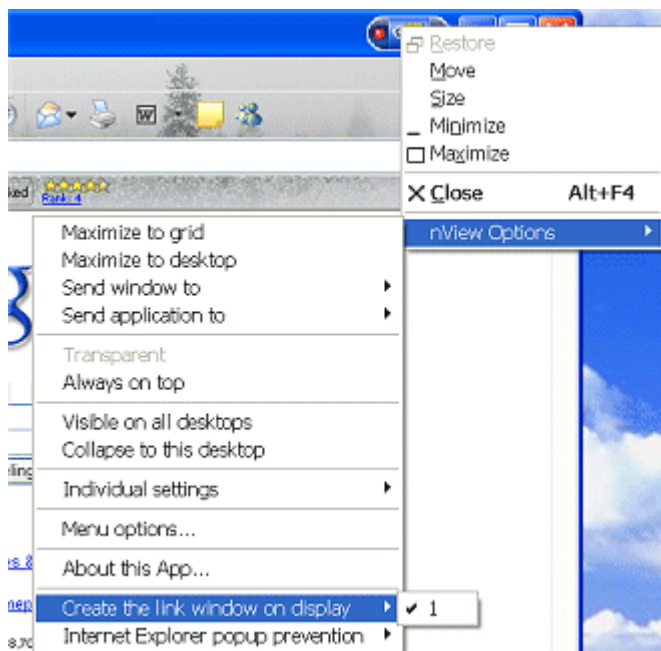 Restore
Move
Size
Minimize
Maximize
Close Alt+F4
nView Options
Rank: 4
Maximize to grid
Maximize to desktop
Send window to
Send application to
Transparent
Always on top
Visible on all desktops
Collapse to this desktop
Individual settings
Menu options...
About this App...
Create the link window on display
1
Internet Explorer popup prevention